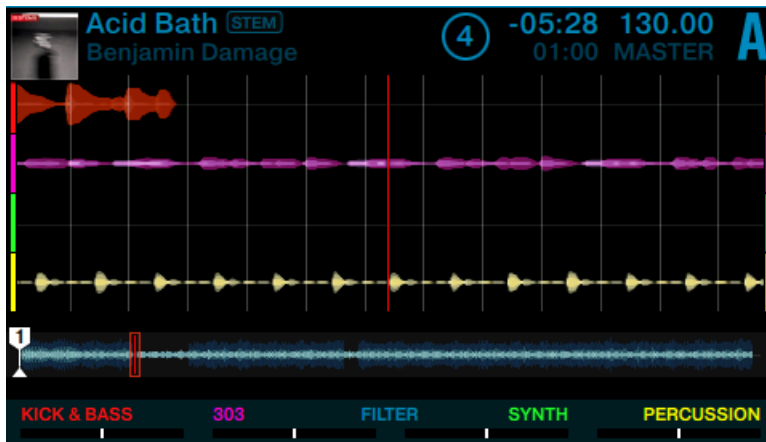 Acid Bath STEM
Benjamin Damage
4
-05:28 130.00
01:00 MASTER
A
1
KICK & BASS 303 FILTER SYNTH PERCUSSION